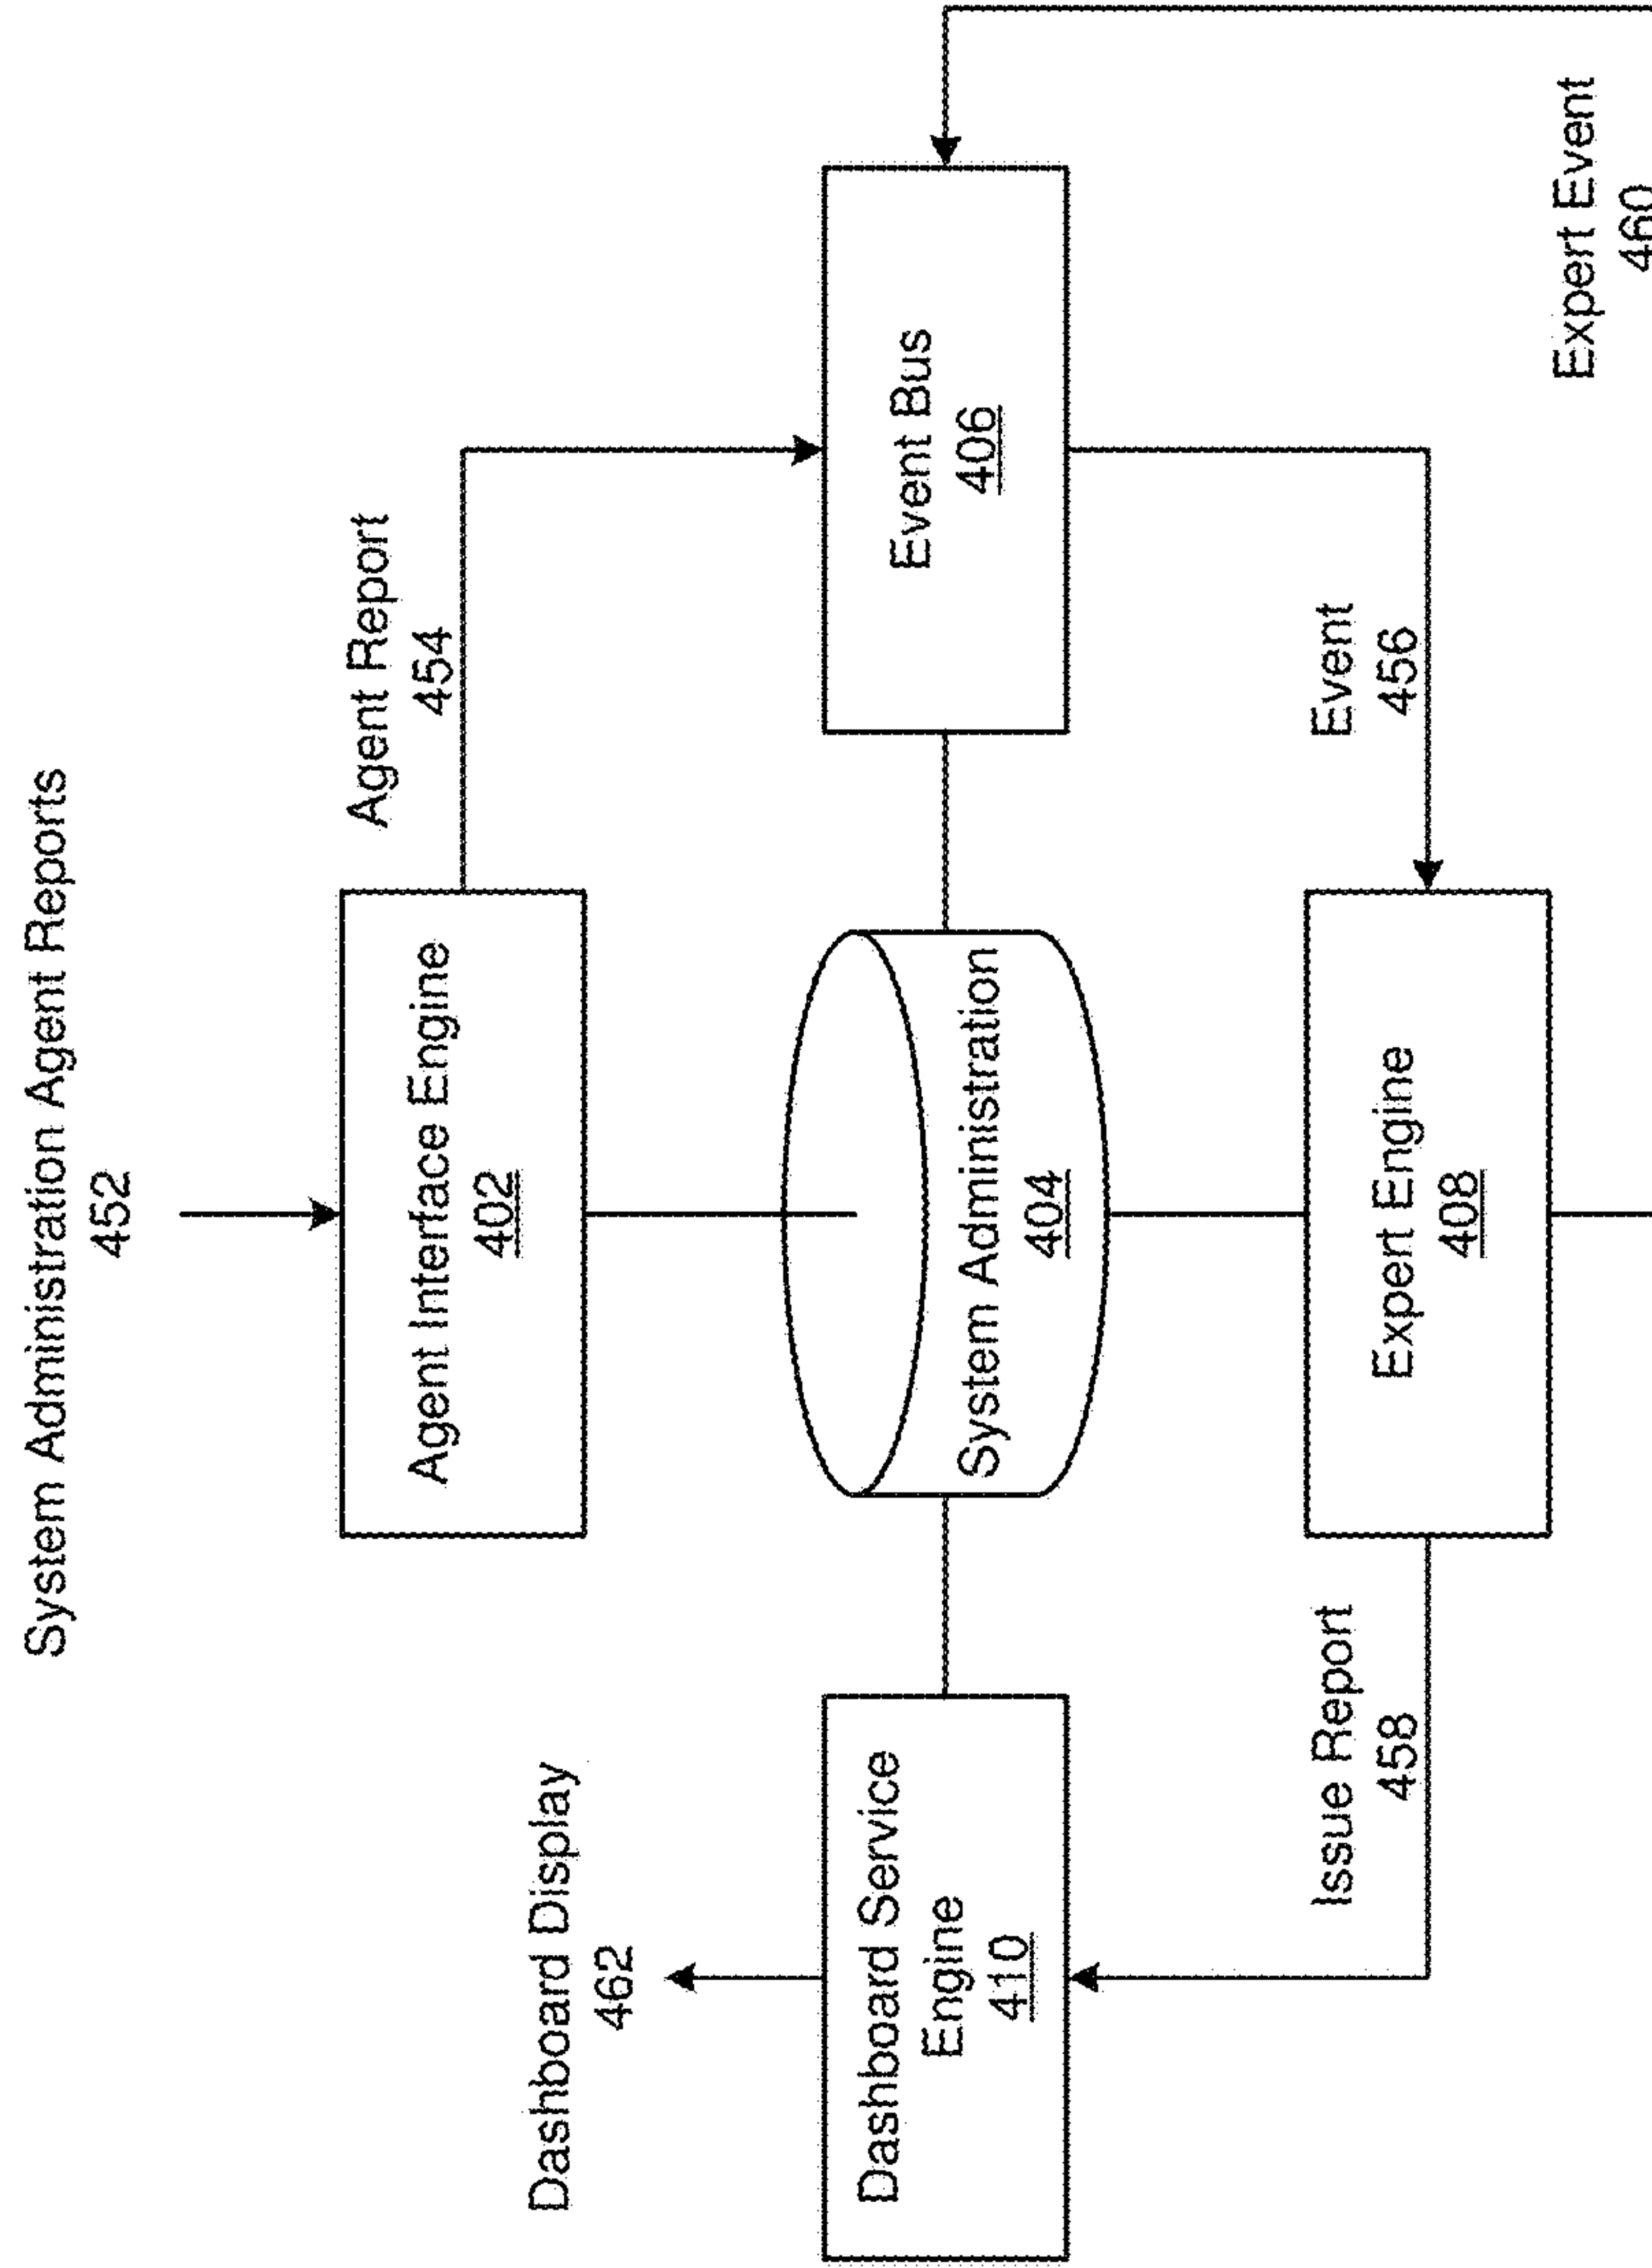 System Administration Agent Reports
452
Agent Interface Engine
402
Agent Report
454
Dashboard Display
462
Dashboard Service
Engine
410
System Administration
404
Event Bus
406
Issue Report
458
Expert Engine
408
Event
456
Expert Event
460